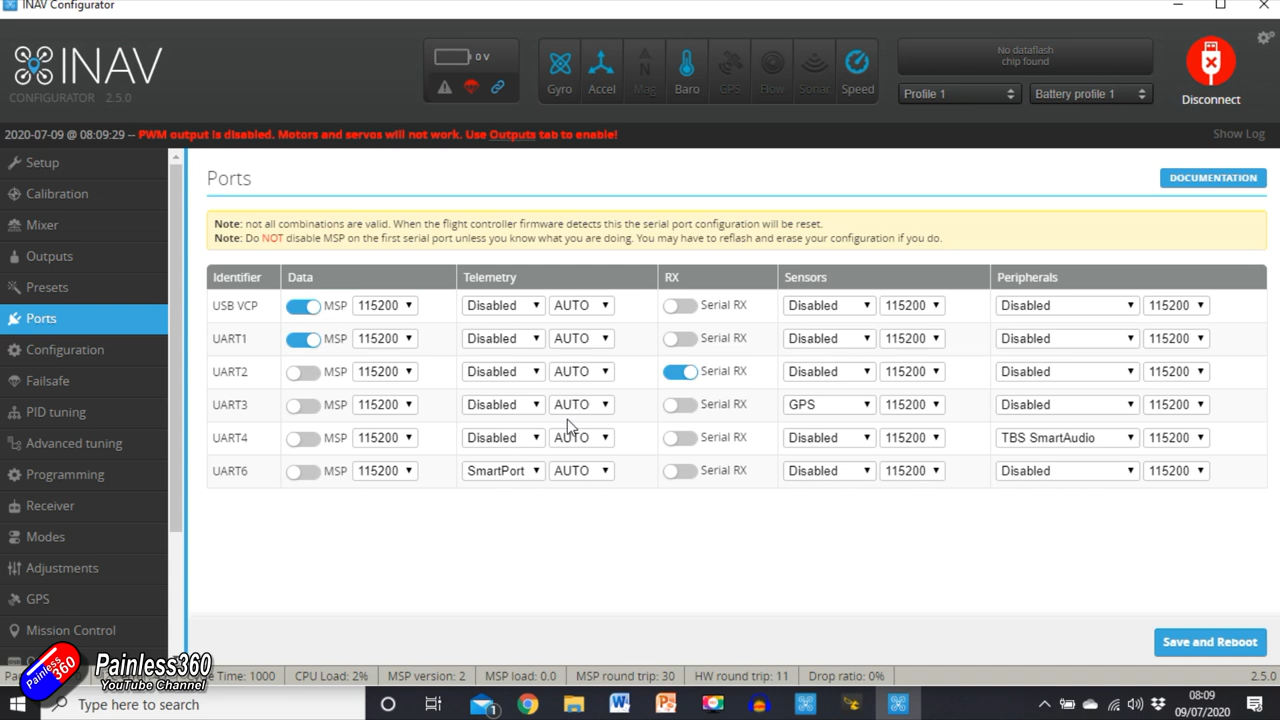 INAV Configurator
INAV
CONFIGURATOR 2.5.0
0 V
Gyro Accel Mag Baro GPS Flow Sonar Speed
No dataflash
chip found
Profile 1 Battery profile 1
Disconnect
2020-07-09 @ 08:09:29 -- PWM output is disabled. Motors and servos will not work. Use Outputs tab to enable! Show Log
Setup
Calibration
Mixer
Outputs
Presets
Ports
Configuration
Failsafe
PID tuning
Advanced tuning
Programming
Receiver
Modes
Adjustments
GPS
Mission Control
Ports
DOCUMENTATION
Note: not all combinations are valid. When the flight controller firmware detects this the serial port configuration will be reset.
Note: Do NOT disable MSP on the first serial port unless you know what you are doing. You may have to reflash and erase your configuration if you do.
Identifier Data Telemetry RX Sensors Peripherals
USB VCP MSP 115200 Disabled AUTO Serial RX Disabled 115200 Disabled 115200
UART1 MSP 115200 Disabled AUTO Serial RX Disabled 115200 Disabled 115200
UART2 MSP 115200 Disabled AUTO Serial RX Disabled 115200 Disabled 115200
UART3 MSP 115200 Disabled AUTO Serial RX GPS 115200 Disabled 115200
UART4 MSP 115200 Disabled AUTO Serial RX Disabled 115200 TBS SmartAudio 115200
UART6 MSP 115200 SmartPort AUTO Serial RX Disabled 115200 Disabled 115200
Save and Reboot
Painless360
YouTube Channel
Painless
360
Time: 1000 CPU Load: 2% MSP version: 2 MSP load: 0.0 MSP round trip: 30 HW round trip: 11 Drop ratio: 0% 2.5.0
Type here to search
1
08:09
09/07/2020